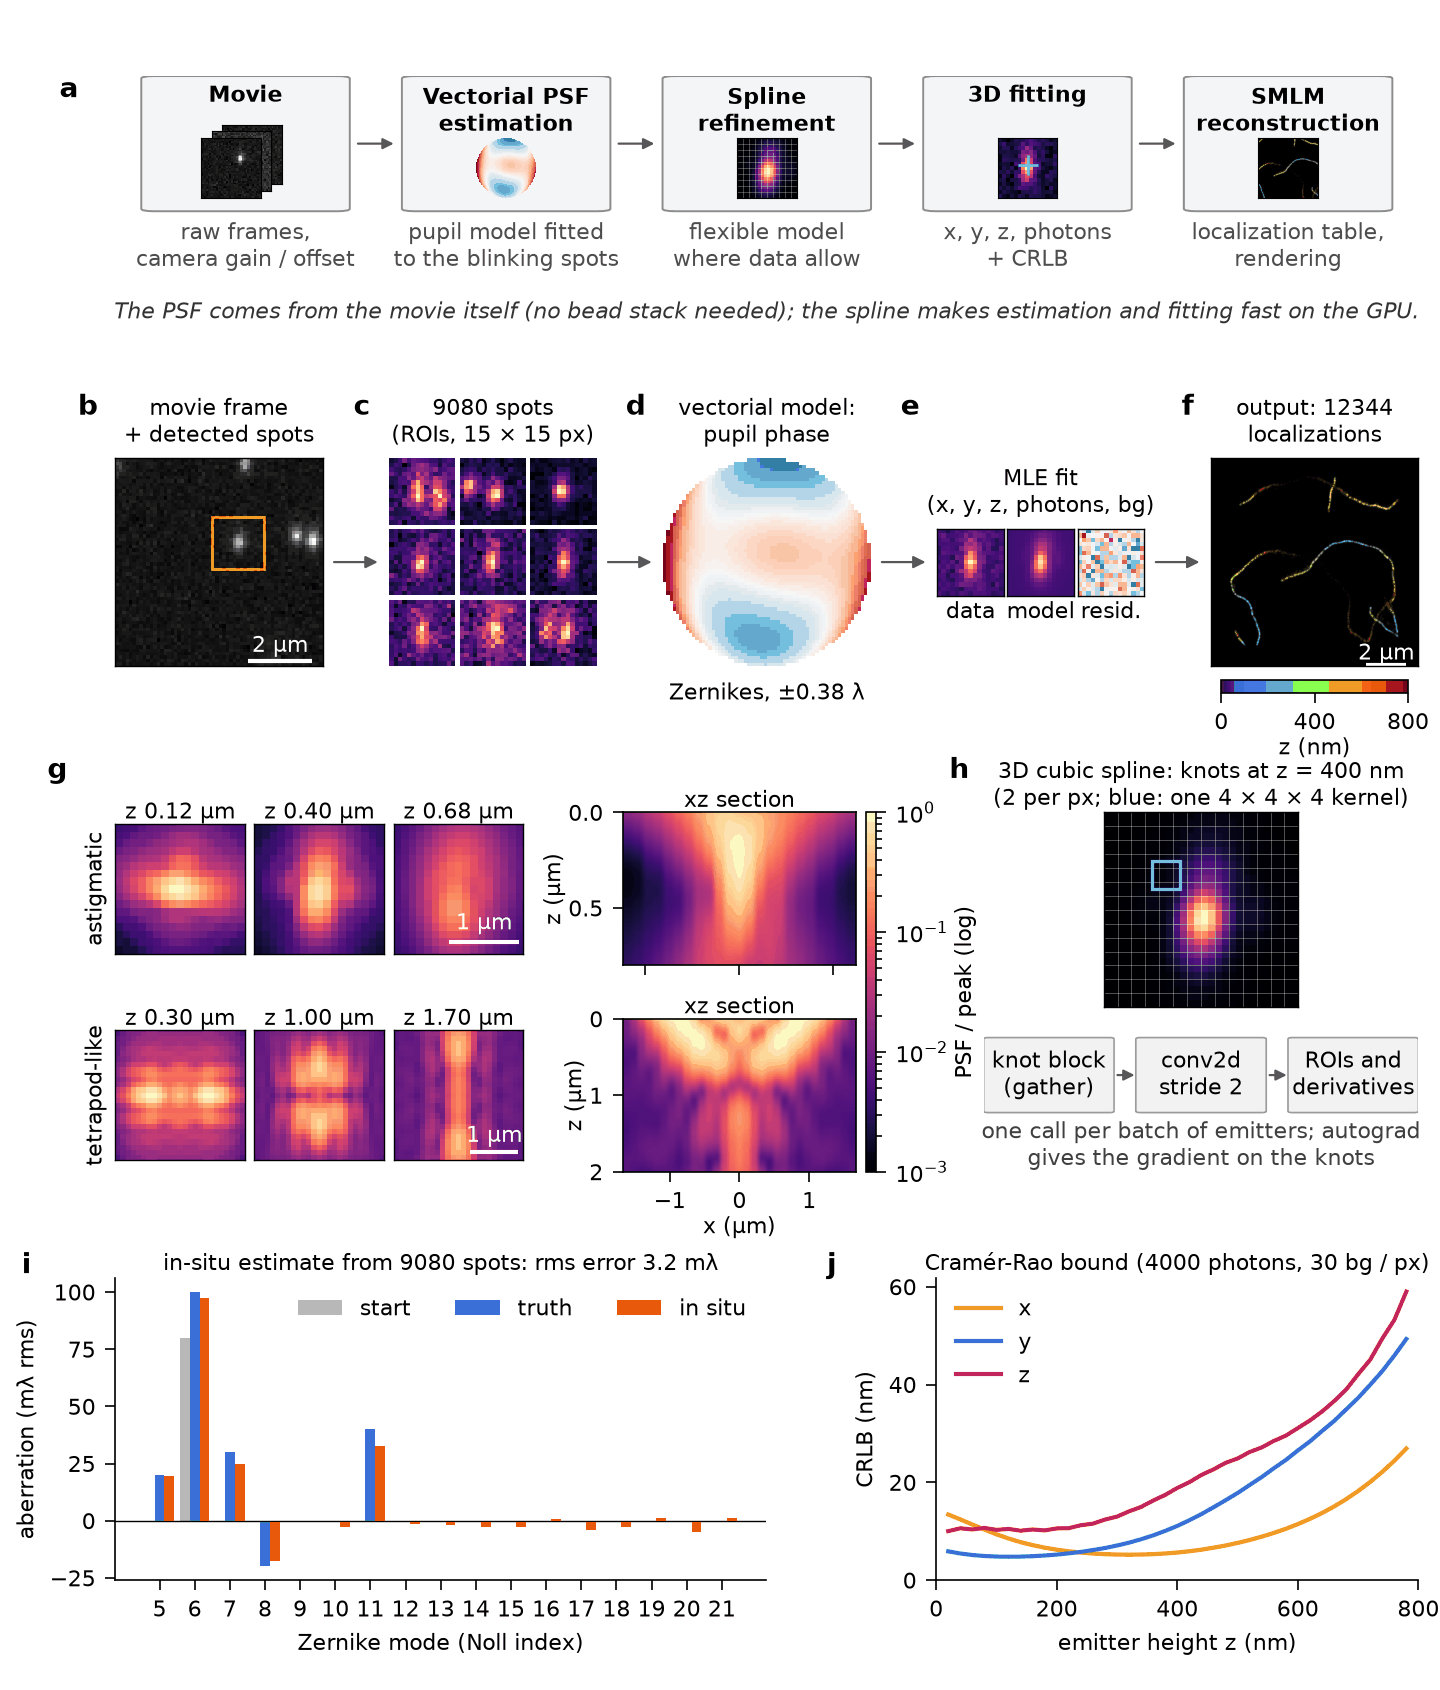 a
Movie
Vectorial PSF
estimation
Spline
refinement
3D fitting
SMLM
reconstruction
raw frames,
camera gain / offset
pupil model fitted
to the blinking spots
flexible model
where data allow
x, y, z, photons
+ CRLB
localization table,
rendering
The PSF comes from the movie itself (no bead stack needed); the spline makes estimation and fitting fast on the GPU.
b
movie frame
+ detected spots
2 µm
c
9080 spots
(ROIs, 15 × 15 px)
d
vectorial model:
pupil phase
Zernikes, ±0.38 λ
e
MLE fit
(x, y, z, photons, bg)
data model resid.
f
output: 12344
localizations
2 µm
0 400 800
z (nm)
g
astigmatic
z 0.12 µm
z 0.40 µm
z 0.68 µm
1 µm
tetrapod-like
z 0.30 µm
z 1.00 µm
z 1.70 µm
1 µm
xz section
0.0
0.5
z (µm)
xz section
0
1
2
z (µm)
−1 0 1
x (µm)
10⁰
10⁻¹
10⁻²
10⁻³
PSF / peak (log)
h
3D cubic spline: knots at z = 400 nm
(2 per px; blue: one 4 × 4 × 4 kernel)
knot block
(gather)
conv2d
stride 2
ROIs and
derivatives
one call per batch of emitters; autograd
gives the gradient on the knots
i
in-situ estimate from 9080 spots: rms error 3.2 mλ
start truth in situ
100
75
50
25
0
−25
aberration (mλ rms)
5 6 7 8 9 10 11 12 13 14 15 16 17 18 19 20 21
Zernike mode (Noll index)
j
Cramér-Rao bound (4000 photons, 30 bg / px)
x
y
z
60
40
20
0
CRLB (nm)
0 200 400 600 800
emitter height z (nm)